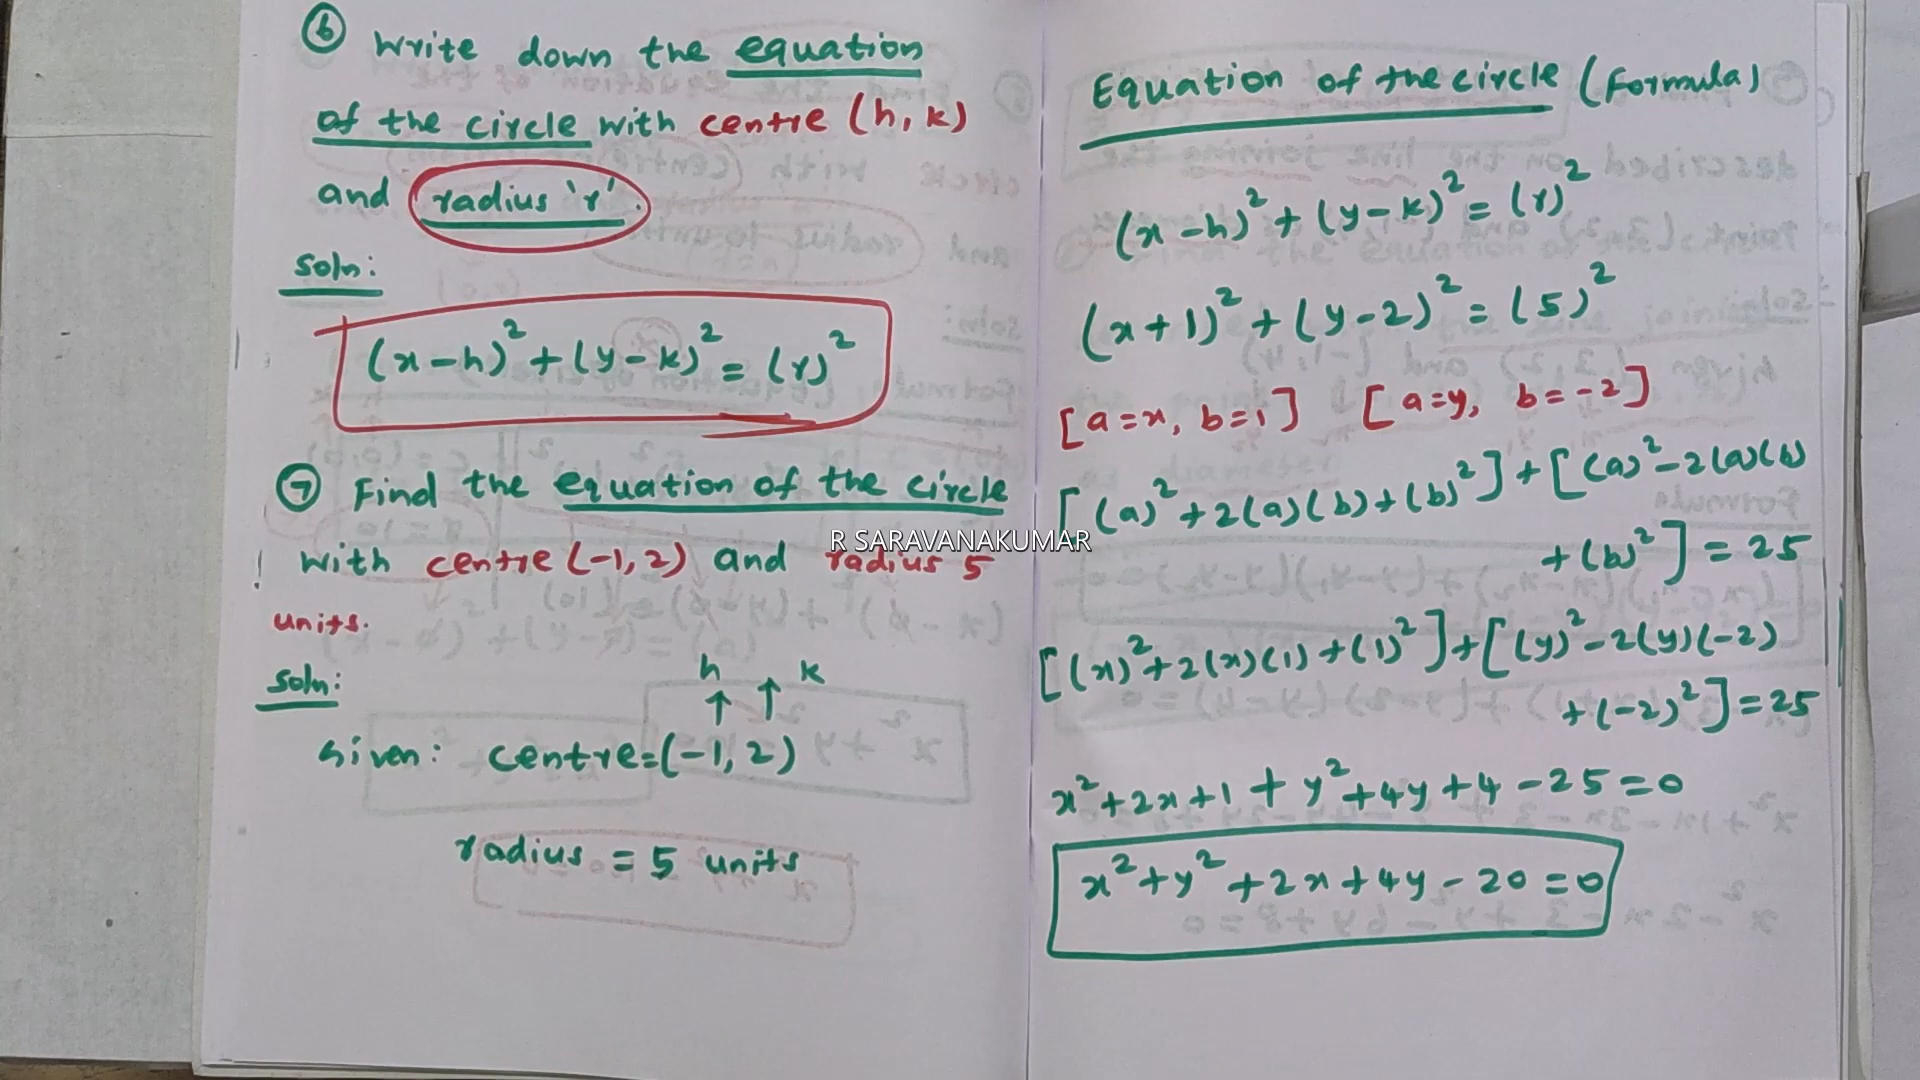 6 Write down the equation
of the circle with centre (h, k)
and radius 'r'.
Soln:
(x-h)² + (y-k)² = (r)²
7 Find the equation of the circle
with centre (-1, 2) and radius 5
units.
Soln:
h k
↑ ↑
Given: centre=(-1, 2)
radius = 5 units
Equation of the circle (Formula)
(x-h)² + (y-k)² = (r)²
(x+1)² + (y-2)² = (5)²
[a=x, b=1] [a=y, b=-2]
[(a)²+2(a)(b)+(b)²] + [(a)²-2(a)(b)
+(b)²] = 25
[(x)²+2(x)(1)+(1)²]+[(y)²-2(y)(-2)
+(-2)²]=25
x²+2x+1+y²+4y+4-25=0
x²+y²+2x+4y-20=0
R SARAVANAKUMAR